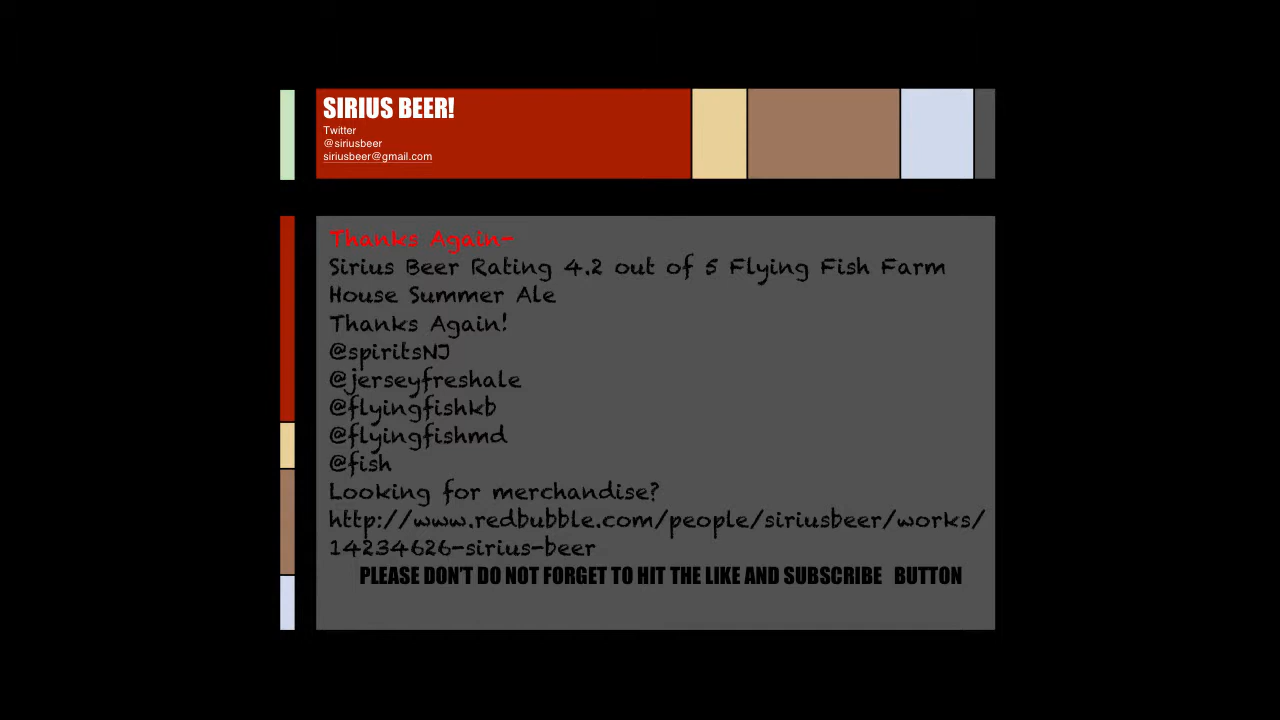 SIRIUS BEER!
Twitter
@siriusbeer
siriusbeer@gmail.com
Thanks Again-
Sirius Beer Rating 4.2 out of 5 Flying Fish Farm
House Summer Ale
Thanks Again!
@spiritsNJ
@jerseyfreshale
@flyingfishkb
@flyingfishmd
@fish
Looking for merchandise?
http://www.redbubble.com/people/siriusbeer/works/
14234626-sirius-beer
PLEASE DON'T DO NOT FORGET TO HIT THE LIKE AND SUBSCRIBE BUTTON